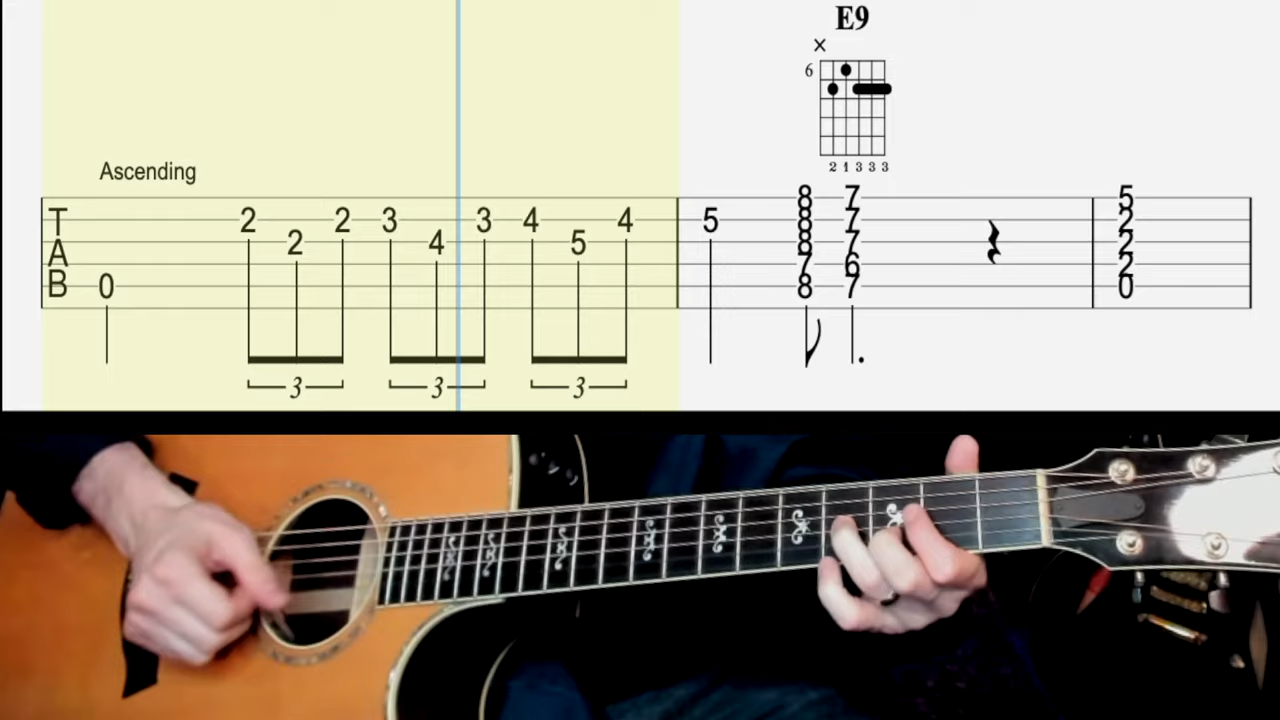 E9
×
6
2 1 3 3 3
Ascending
T A B
0 2 2 2 3 4 3 4 5 4 5
8 8 8 8 7 8
7 7 7 6 7
5 2 2 2 0
3 3 3